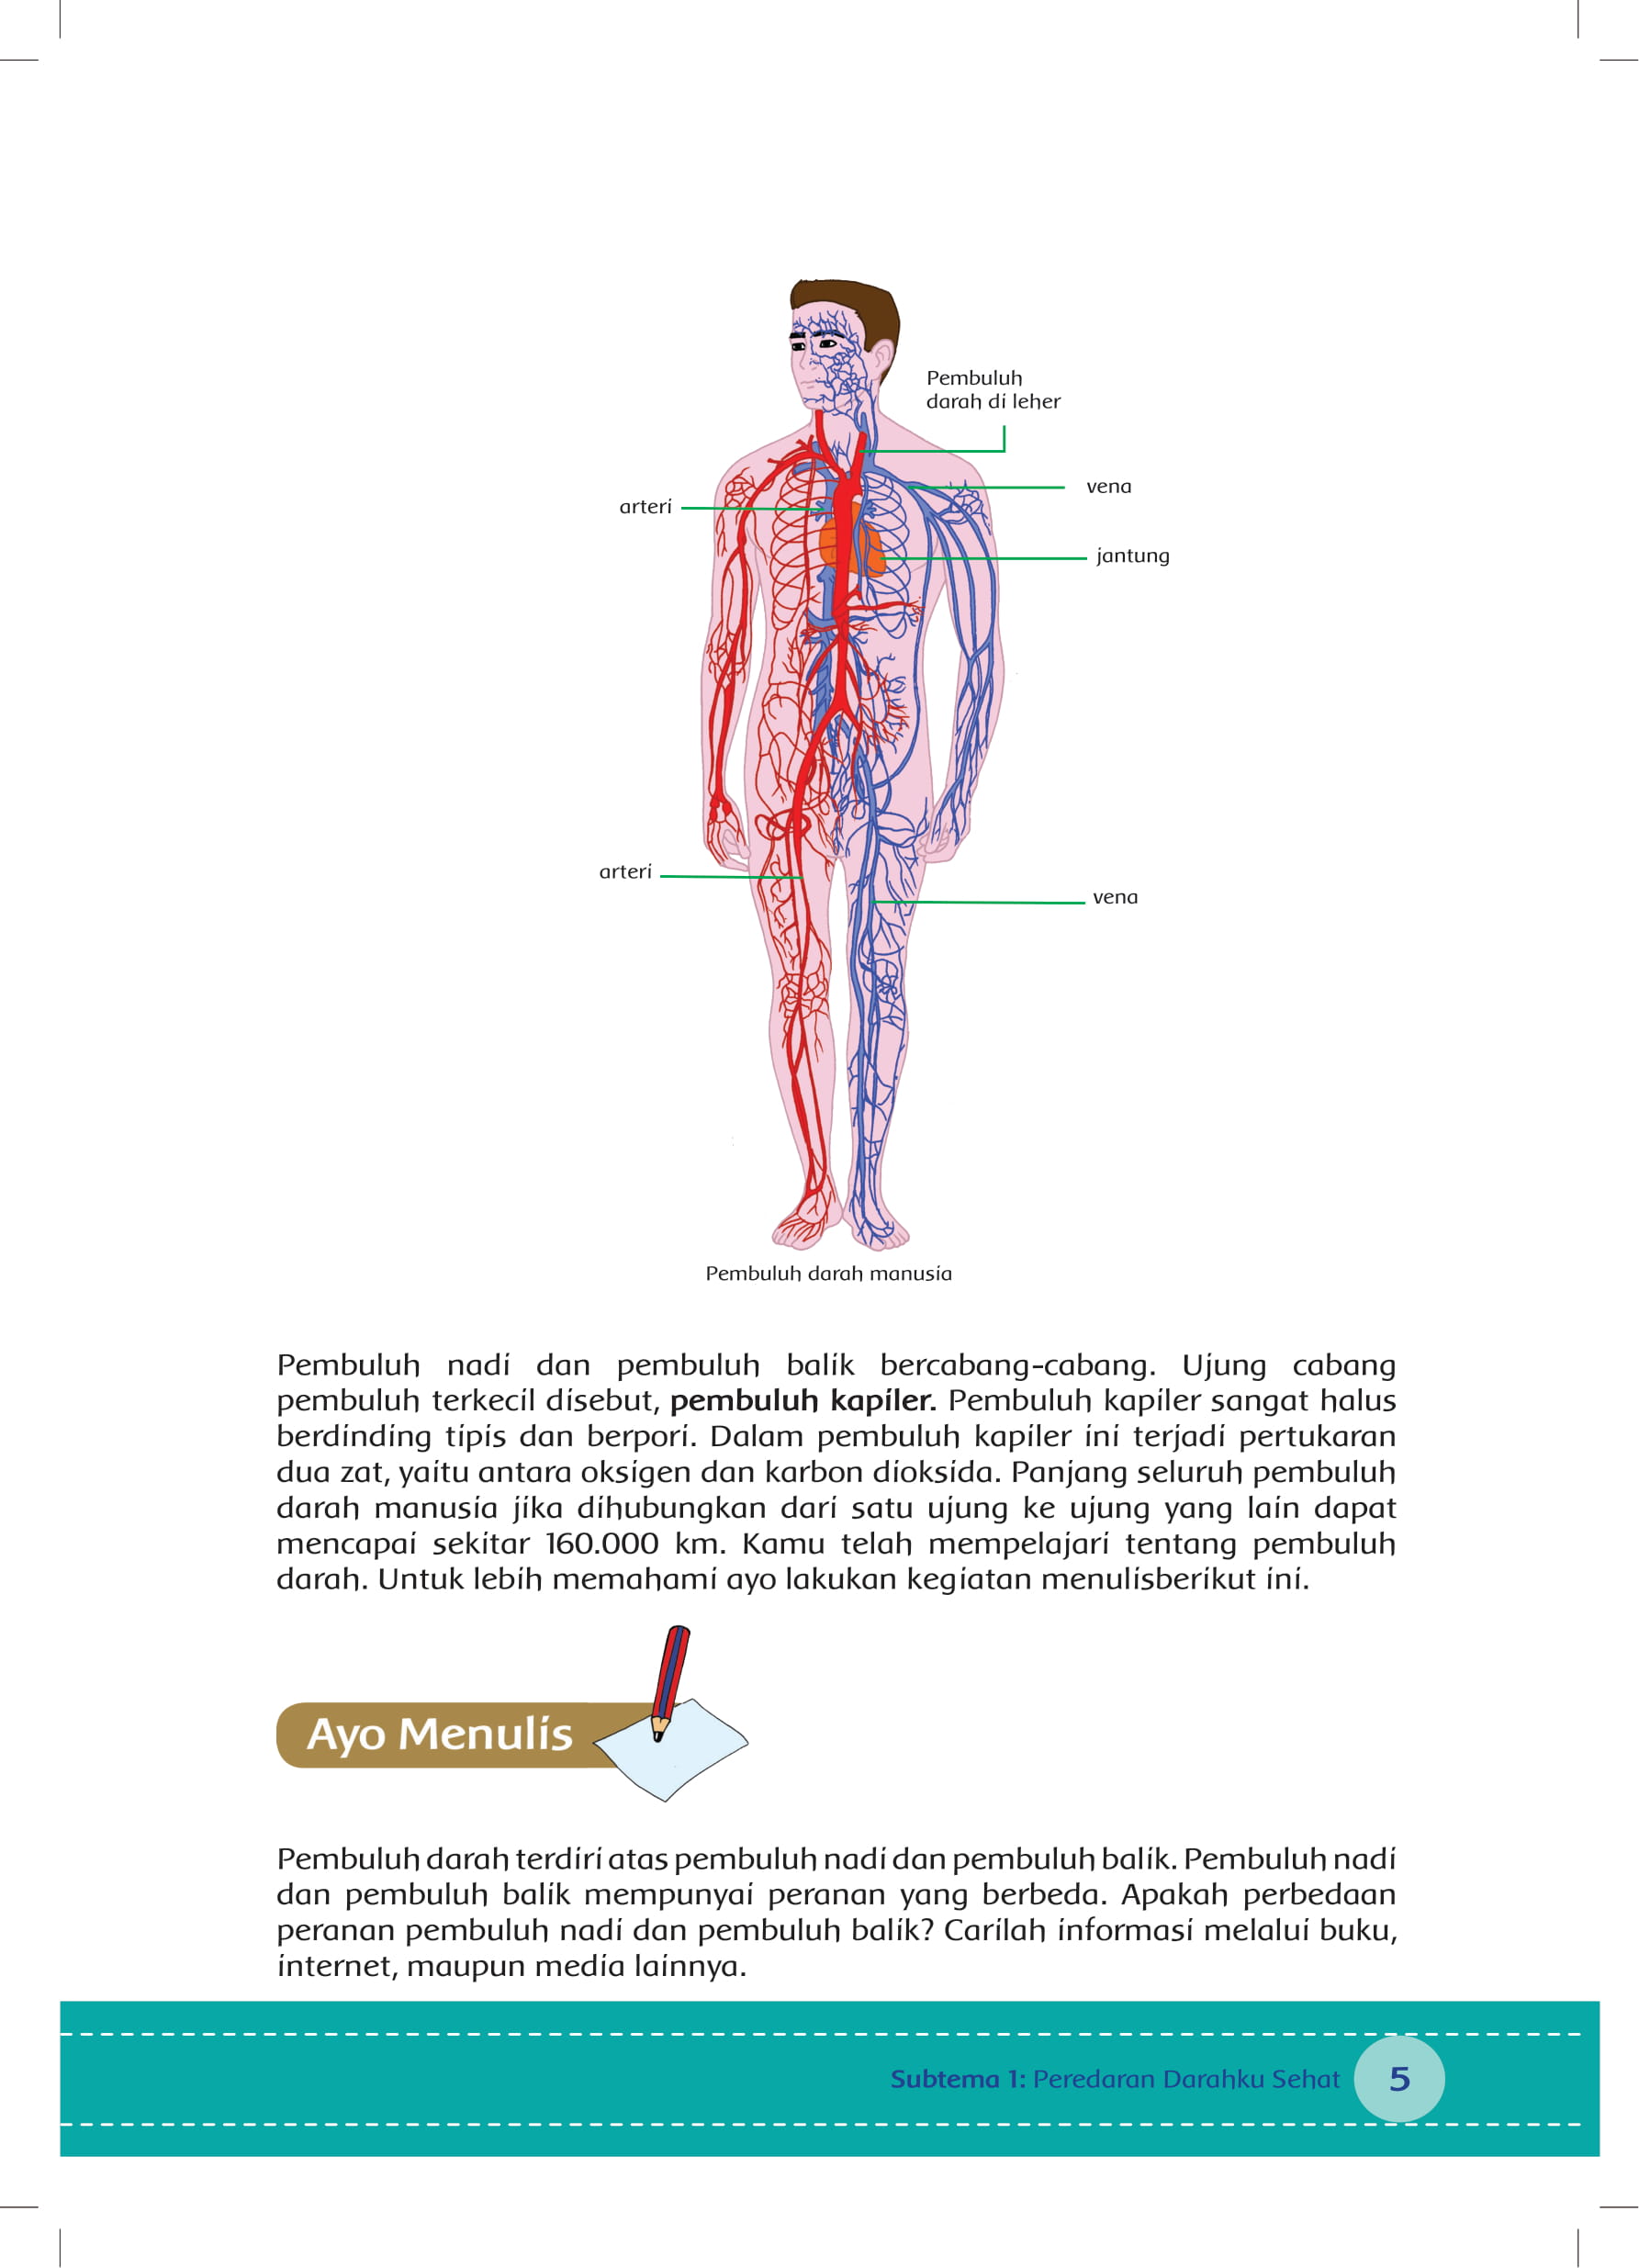 Pembuluh
darah di leher
vena
arteri
jantung
arteri
vena
Pembuluh darah manusia
Pembuluh nadi dan pembuluh balik bercabang-cabang. Ujung cabang
pembuluh terkecil disebut, pembuluh kapiler. Pembuluh kapiler sangat halus
berdinding tipis dan berpori. Dalam pembuluh kapiler ini terjadi pertukaran
dua zat, yaitu antara oksigen dan karbon dioksida. Panjang seluruh pembuluh
darah manusia jika dihubungkan dari satu ujung ke ujung yang lain dapat
mencapai sekitar 160.000 km. Kamu telah mempelajari tentang pembuluh
darah. Untuk lebih memahami ayo lakukan kegiatan menulisberikut ini.
Ayo Menulis
Pembuluh darah terdiri atas pembuluh nadi dan pembuluh balik. Pembuluh nadi
dan pembuluh balik mempunyai peranan yang berbeda. Apakah perbedaan
peranan pembuluh nadi dan pembuluh balik? Carilah informasi melalui buku,
internet, maupun media lainnya.
Subtema 1: Peredaran Darahku Sehat 5